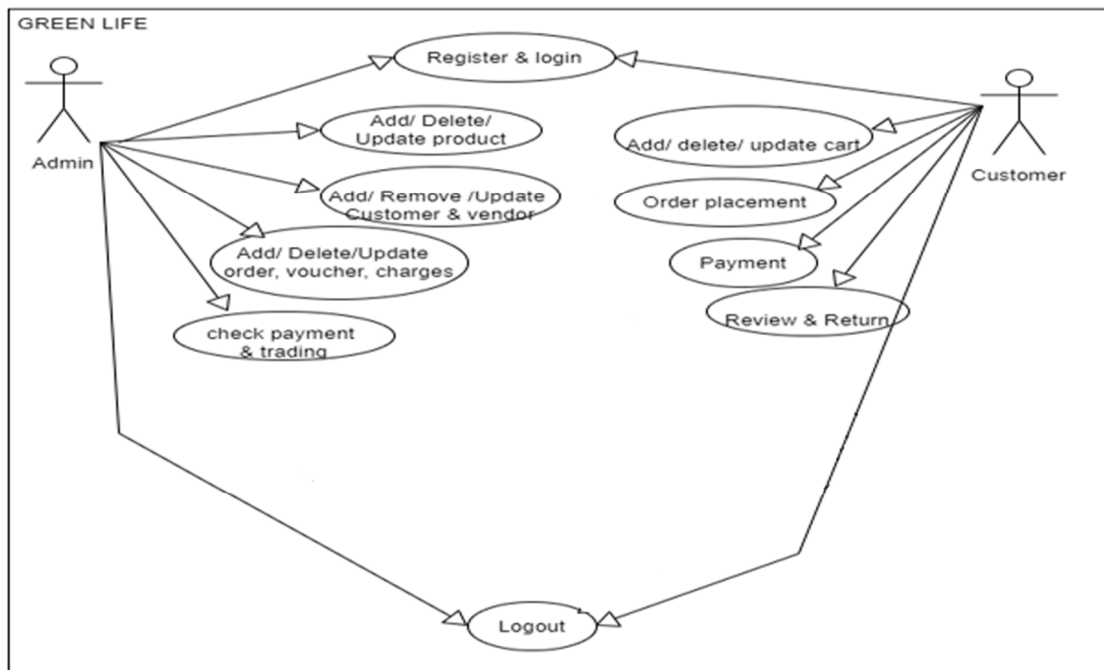 GREEN LIFE
Register & login
Admin
Add/ Delete/
Update product
Add/ Remove /Update
Customer & vendor
Add/ Delete/Update
order, voucher, charges
check payment
& trading
Customer
Add/ delete/ update cart
Order placement
Payment
Review & Return
Logout